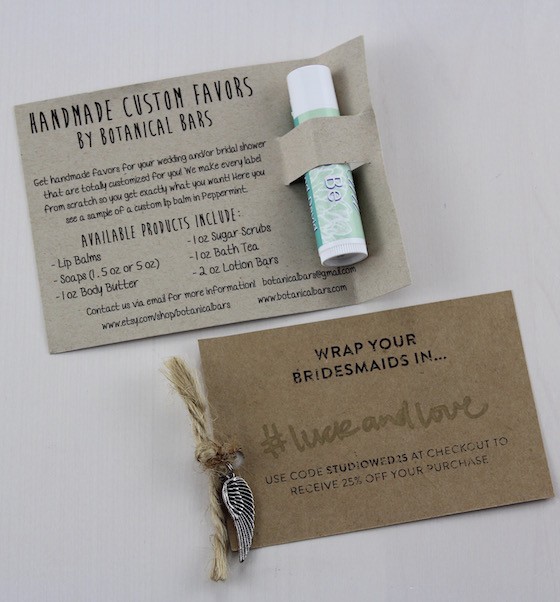 HANDMADE CUSTOM FAVORS
BY BOTANICAL BARS
Get handmade favors for your wedding and/or bridal shower
that are totally customized for you! We make every label
from scratch so you get exactly what you want! Here you
see a sample of a custom lip balm in Peppermint.
AVAILABLE PRODUCTS INCLUDE:
- Lip Balms
- Soaps (1.5 oz or 5 oz)
- 1 oz Body Butter
- 1 oz Sugar Scrubs
- 1 oz Bath Tea
- 2 oz Lotion Bars
Contact us via email for more information! botanicalbars@gmail.com
www.etsy.com/shop/botanicalbars www.botanicalbars.com
Be
WRAP YOUR
BRIDESMAIDS IN...
#luckandlove
USE CODE STUDIOWED25 AT CHECKOUT TO
RECEIVE 25% OFF YOUR PURCHASE